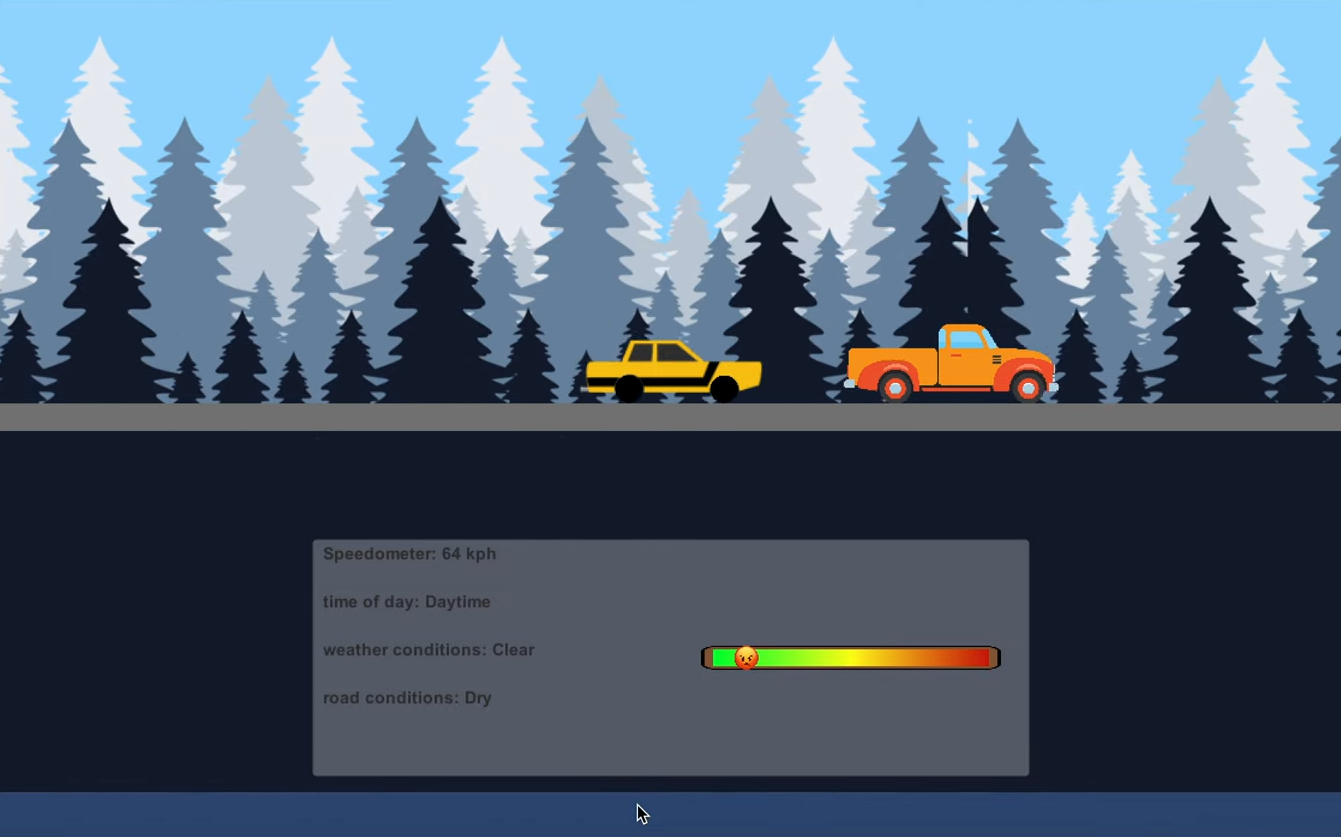 Speedometer: 64 kph
time of day: Daytime
weather conditions: Clear
road conditions: Dry